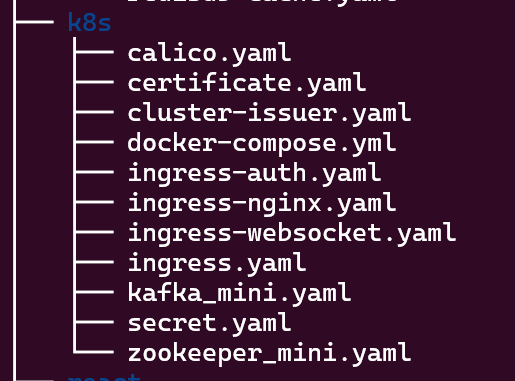 k8s
calico.yaml
certificate.yaml
cluster-issuer.yaml
docker-compose.yml
ingress-auth.yaml
ingress-nginx.yaml
ingress-websocket.yaml
ingress.yaml
kafka_mini.yaml
secret.yaml
zookeeper_mini.yaml